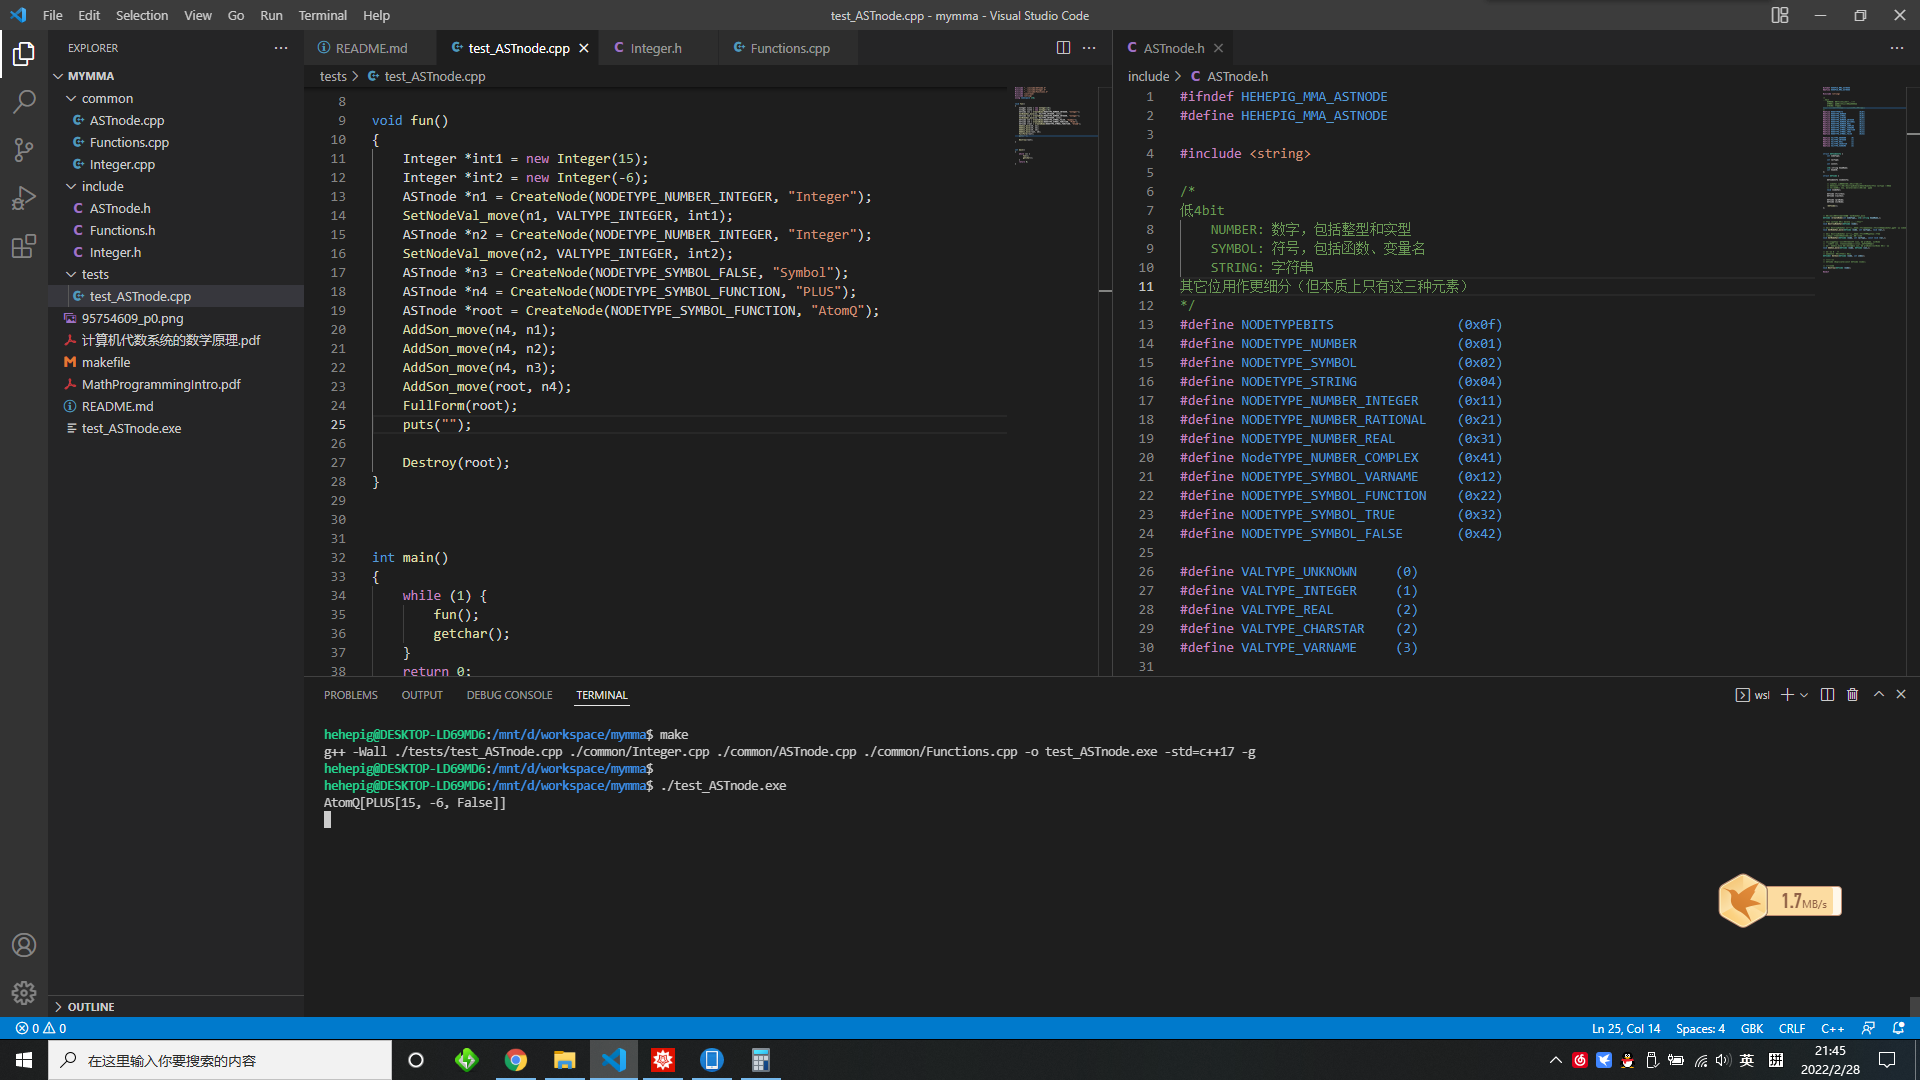 File Edit Selection View Go Run Terminal Help
test_ASTnode.cpp - mymma - Visual Studio Code
EXPLORER
MYMMA
common
ASTnode.cpp
Functions.cpp
Integer.cpp
include
ASTnode.h
Functions.h
Integer.h
tests
test_ASTnode.cpp
95754609_p0.png
计算机代数系统的数学原理.pdf
makefile
MathProgrammingIntro.pdf
README.md
test_ASTnode.exe
OUTLINE
README.md test_ASTnode.cpp Integer.h Functions.cpp
tests > test_ASTnode.cpp
8
9 void fun()
10 {
11 Integer *int1 = new Integer(15);
12 Integer *int2 = new Integer(-6);
13 ASTnode *n1 = CreateNode(NODETYPE_NUMBER_INTEGER, "Integer");
14 SetNodeVal_move(n1, VALTYPE_INTEGER, int1);
15 ASTnode *n2 = CreateNode(NODETYPE_NUMBER_INTEGER, "Integer");
16 SetNodeVal_move(n2, VALTYPE_INTEGER, int2);
17 ASTnode *n3 = CreateNode(NODETYPE_SYMBOL_FALSE, "Symbol");
18 ASTnode *n4 = CreateNode(NODETYPE_SYMBOL_FUNCTION, "PLUS");
19 ASTnode *root = CreateNode(NODETYPE_SYMBOL_FUNCTION, "AtomQ");
20 AddSon_move(n4, n1);
21 AddSon_move(n4, n2);
22 AddSon_move(n4, n3);
23 AddSon_move(root, n4);
24 FullForm(root);
25 puts("");
26
27 Destroy(root);
28 }
29
30
31
32 int main()
33 {
34 while (1) {
35 fun();
36 getchar();
37 }
38 return 0;
ASTnode.h
include > ASTnode.h
1 #ifndef HEHEPIG_MMA_ASTNODE
2 #define HEHEPIG_MMA_ASTNODE
3
4 #include <string>
5
6 /*
7 低4bit
8 NUMBER: 数字，包括整型和实型
9 SYMBOL: 符号，包括函数、变量名
10 STRING: 字符串
11 其它位用作更细分（但本质上只有这三种元素）
12 */
13 #define NODETYPEBITS (0x0f)
14 #define NODETYPE_NUMBER (0x01)
15 #define NODETYPE_SYMBOL (0x02)
16 #define NODETYPE_STRING (0x04)
17 #define NODETYPE_NUMBER_INTEGER (0x11)
18 #define NODETYPE_NUMBER_RATIONAL (0x21)
19 #define NODETYPE_NUMBER_REAL (0x31)
20 #define NodeTYPE_NUMBER_COMPLEX (0x41)
21 #define NODETYPE_SYMBOL_VARNAME (0x12)
22 #define NODETYPE_SYMBOL_FUNCTION (0x22)
23 #define NODETYPE_SYMBOL_TRUE (0x32)
24 #define NODETYPE_SYMBOL_FALSE (0x42)
25
26 #define VALTYPE_UNKNOWN (0)
27 #define VALTYPE_INTEGER (1)
28 #define VALTYPE_REAL (2)
29 #define VALTYPE_CHARSTAR (2)
30 #define VALTYPE_VARNAME (3)
31
PROBLEMS OUTPUT DEBUG CONSOLE TERMINAL
wsl
hehepig@DESKTOP-LD69MD6:/mnt/d/workspace/mymma$ make
g++ -Wall ./tests/test_ASTnode.cpp ./common/Integer.cpp ./common/ASTnode.cpp ./common/Functions.cpp -o test_ASTnode.exe -std=c++17 -g
hehepig@DESKTOP-LD69MD6:/mnt/d/workspace/mymma$
hehepig@DESKTOP-LD69MD6:/mnt/d/workspace/mymma$ ./test_ASTnode.exe
AtomQ[PLUS[15, -6, False]]
1.7MB/s
0 0
Ln 25, Col 14 Spaces: 4 GBK CRLF C++
在这里输入你要搜索的内容
英
21:45
2022/2/28